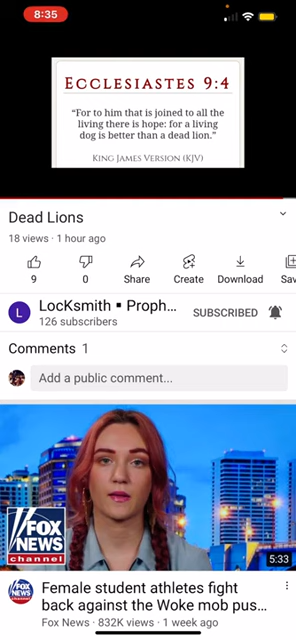 8:35
ECCLESIASTES 9:4
“For to him that is joined to all the
living there is hope: for a living
dog is better than a dead lion.”
KING JAMES VERSION (KJV)
Dead Lions
18 views · 1 hour ago
9
0
Share
Create
Download
Sav
L
LocKsmith ▪ Proph...
SUBSCRIBED
126 subscribers
Comments 1
Add a public comment...
FOX
NEWS
channel
5:33
FOX
NEWS
Female student athletes fight
back against the Woke mob pus...
Fox News · 832K views · 1 week ago